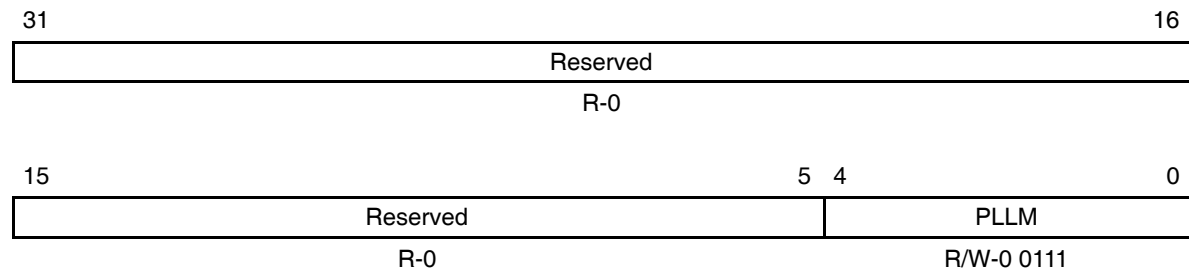 31 16
Reserved
R-0
15 5 4 0
Reserved PLLM
R-0 R/W-0 0111